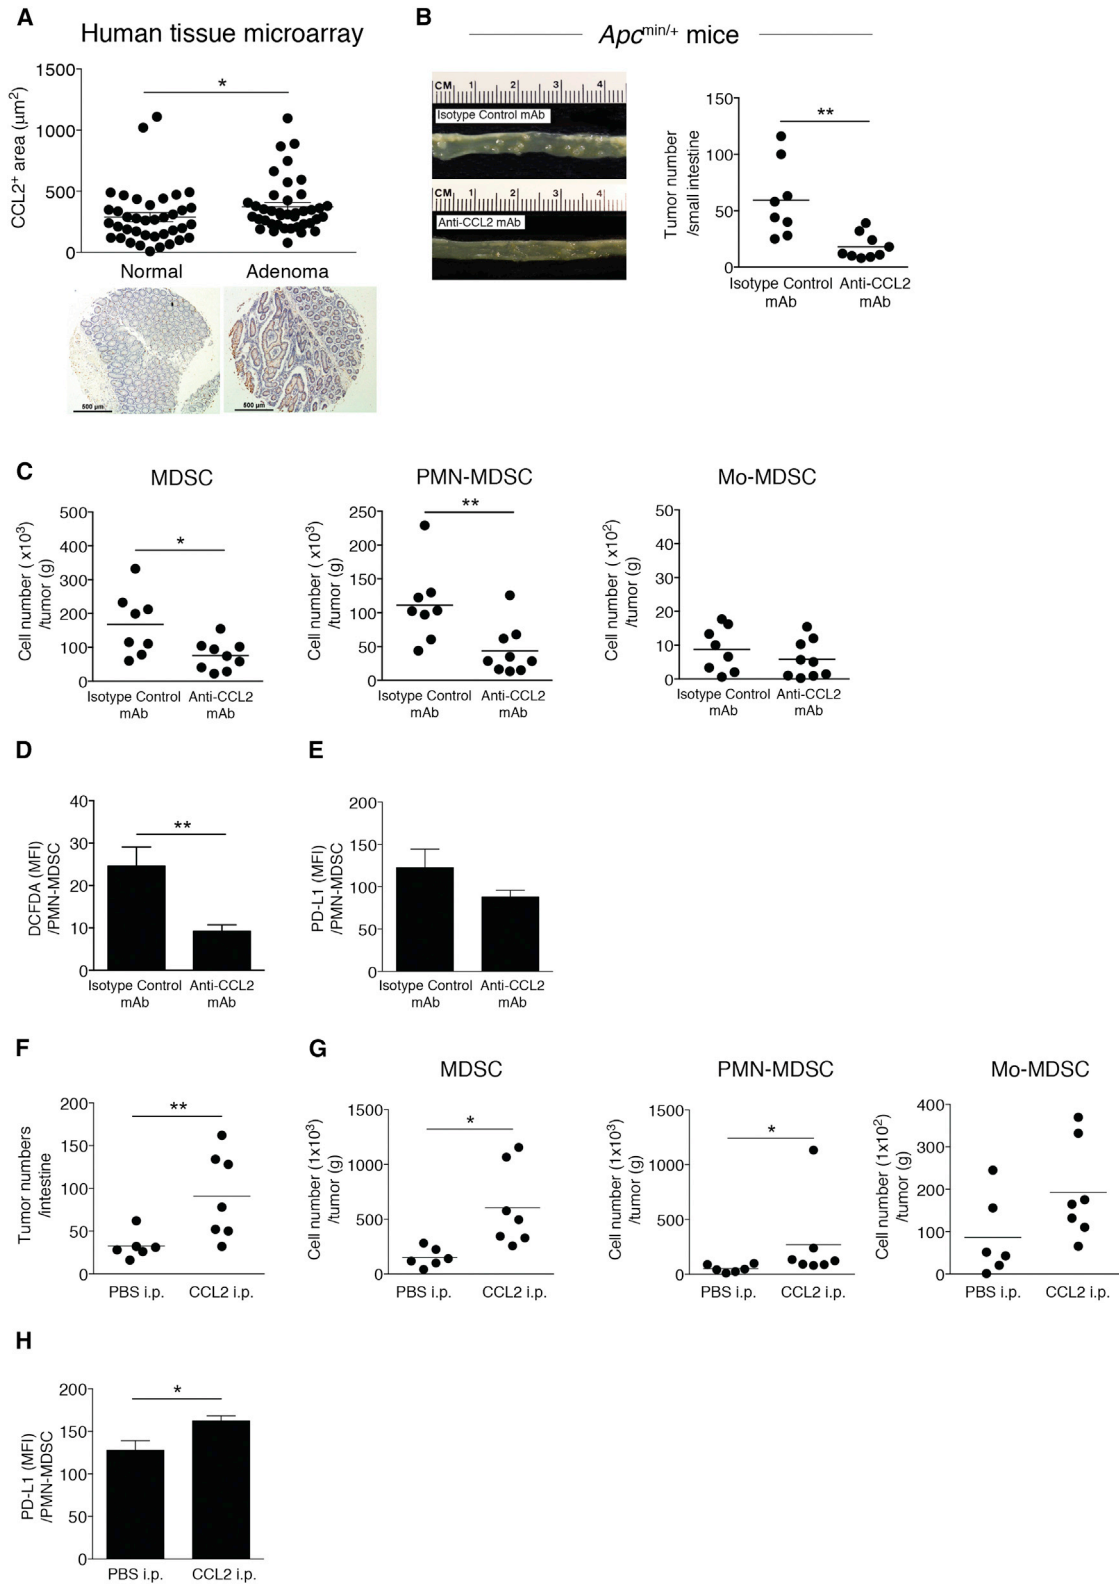 A
Human tissue microarray
CCL2+ area (μm2)
1500
1000
500
0
*
Normal
Adenoma
500 μm
500 μm
B
Apcmin/+ mice
CM 1 2 3 4
Isotype Control mAb
CM 1 2 3 4
Anti-CCL2 mAb
Tumor number
/small intestine
150
100
50
0
**
Isotype Control
mAb
Anti-CCL2
mAb
C
MDSC
Cell number ( x103)
/tumor (g)
500
400
300
200
100
0
*
Isotype Control
mAb
Anti-CCL2
mAb
PMN-MDSC
Cell number ( x103)
/tumor (g)
250
200
150
100
50
0
**
Isotype Control
mAb
Anti-CCL2
mAb
Mo-MDSC
Cell number ( x102)
/tumor (g)
50
40
30
20
10
0
Isotype Control
mAb
Anti-CCL2
mAb
D
DCFDA (MFI)
/PMN-MDSC
40
30
20
10
0
**
Isotype Control
mAb
Anti-CCL2
mAb
E
PD-L1 (MFI)
/PMN-MDSC
200
150
100
50
0
Isotype Control
mAb
Anti-CCL2
mAb
F
Tumor numbers
/intestine
200
150
100
50
0
**
PBS i.p.
CCL2 i.p.
G
MDSC
Cell number (1x103)
/tumor (g)
1500
1000
500
0
*
PBS i.p.
CCL2 i.p.
PMN-MDSC
Cell number (1x103)
/tumor (g)
1500
1000
500
0
*
PBS i.p.
CCL2 i.p.
Mo-MDSC
Cell number (1x102)
/tumor (g)
400
300
200
100
0
PBS i.p.
CCL2 i.p.
H
PD-L1 (MFI)
/PMN-MDSC
200
150
100
50
0
*
PBS i.p.
CCL2 i.p.